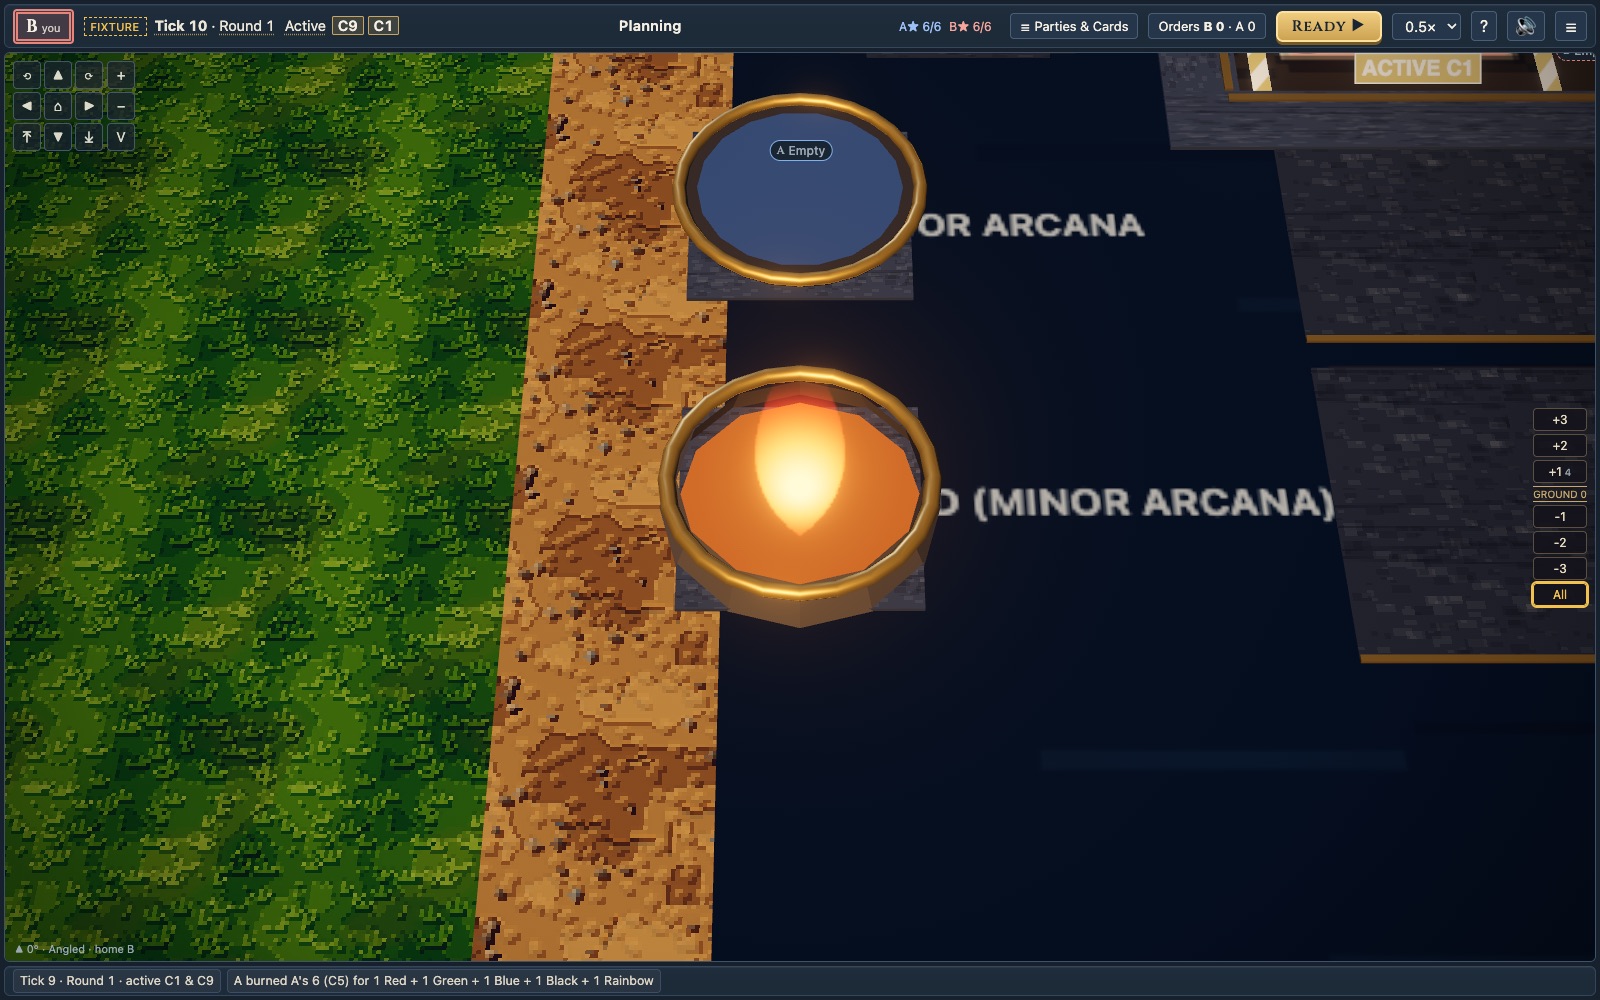 B you
FIXTURE
Tick 10 · Round 1 Active C9 C1
Planning
A★ 6/6 B★ 6/6
≡ Parties & Cards
Orders B 0 · A 0
READY ▶
0.5×
?
ACTIVE C1
V
A Empty
OR ARCANA
(MINOR ARCANA)
+3
+2
+1 4
GROUND 0
-1
-2
-3
All
▲ 0° · Angled · home B
Tick 9 · Round 1 · active C1 & C9
A burned A's 6 (C5) for 1 Red + 1 Green + 1 Blue + 1 Black + 1 Rainbow